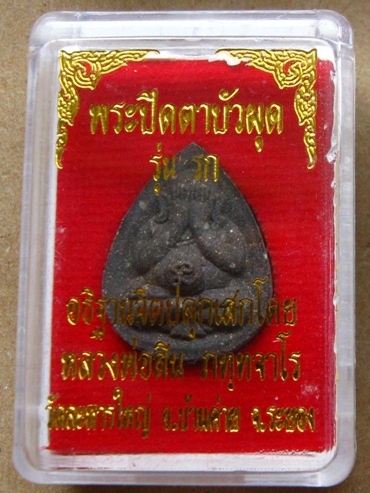 พระปิดตาบัวผุด
รุ่น รก
อธิฐานจิตปลุกเสกโดย
หลวงพ่อสิน ภทฺทจาโร
วัดละหารใหญ่ อ.บ้านค่าย จ.ระยอง